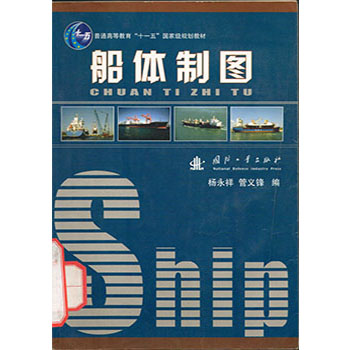 普通高等教育“十一五”国家级规划教材
船体制图
CHUAN TI ZHI TU
国防工业出版社
National Defense Industry Press
杨永祥 管义锋 编
Ship